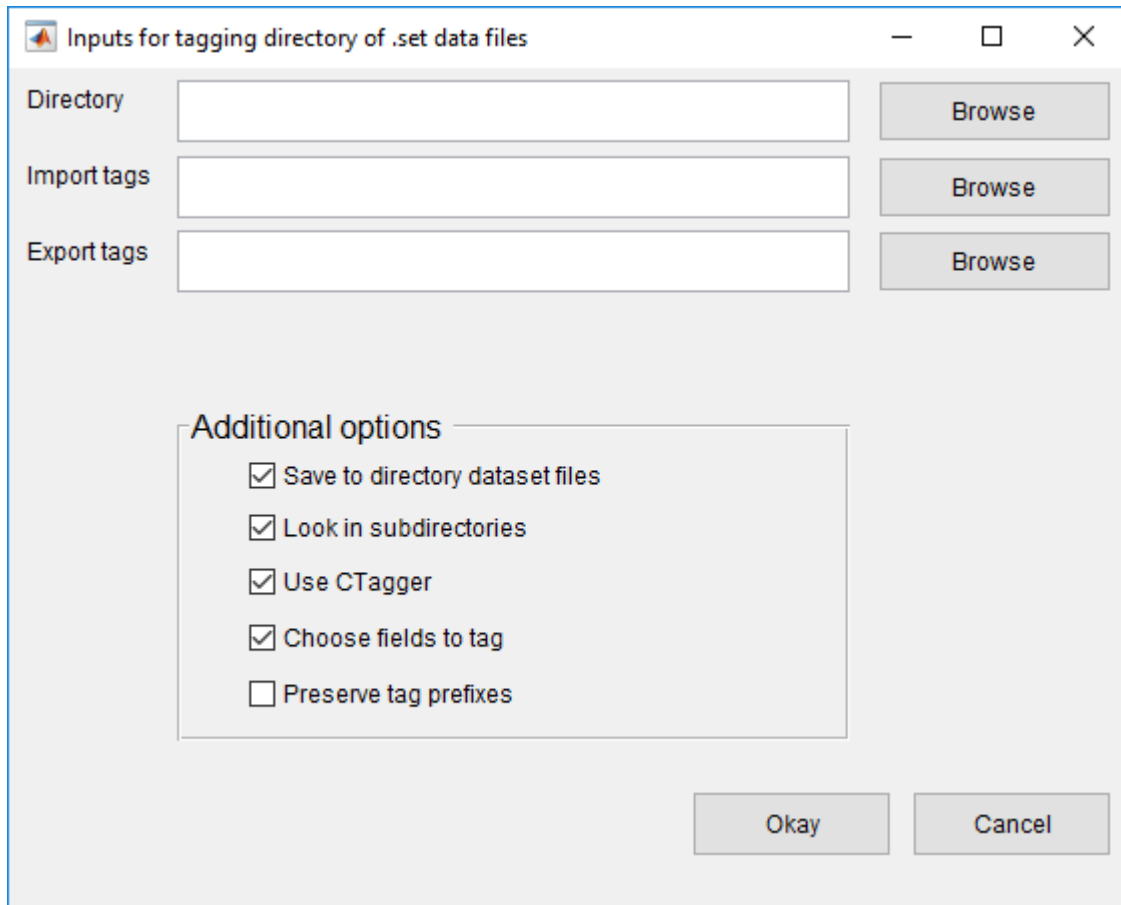 Inputs for tagging directory of .set data files
Directory
Browse
Import tags
Browse
Export tags
Browse
Additional options
Save to directory dataset files
Look in subdirectories
Use CTagger
Choose fields to tag
Preserve tag prefixes
Okay
Cancel